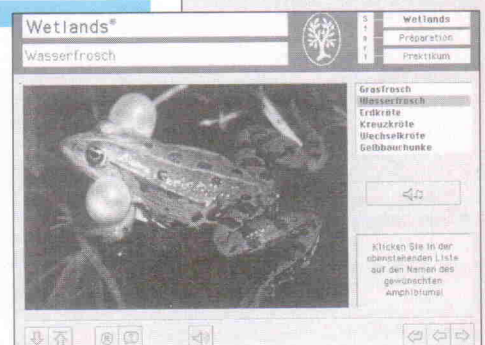 Wetlands®
Wasserfrosch
Start
Wetlands
Präparation
Praktikum
Grasfrosch
Wasserfrosch
Erdkröte
Kreuzkröte
Wechselkröte
Gelbbauchunke
Klicken Sie in der
obenstehenden Liste
auf den Namen des
gewünschten
Amphibiums!